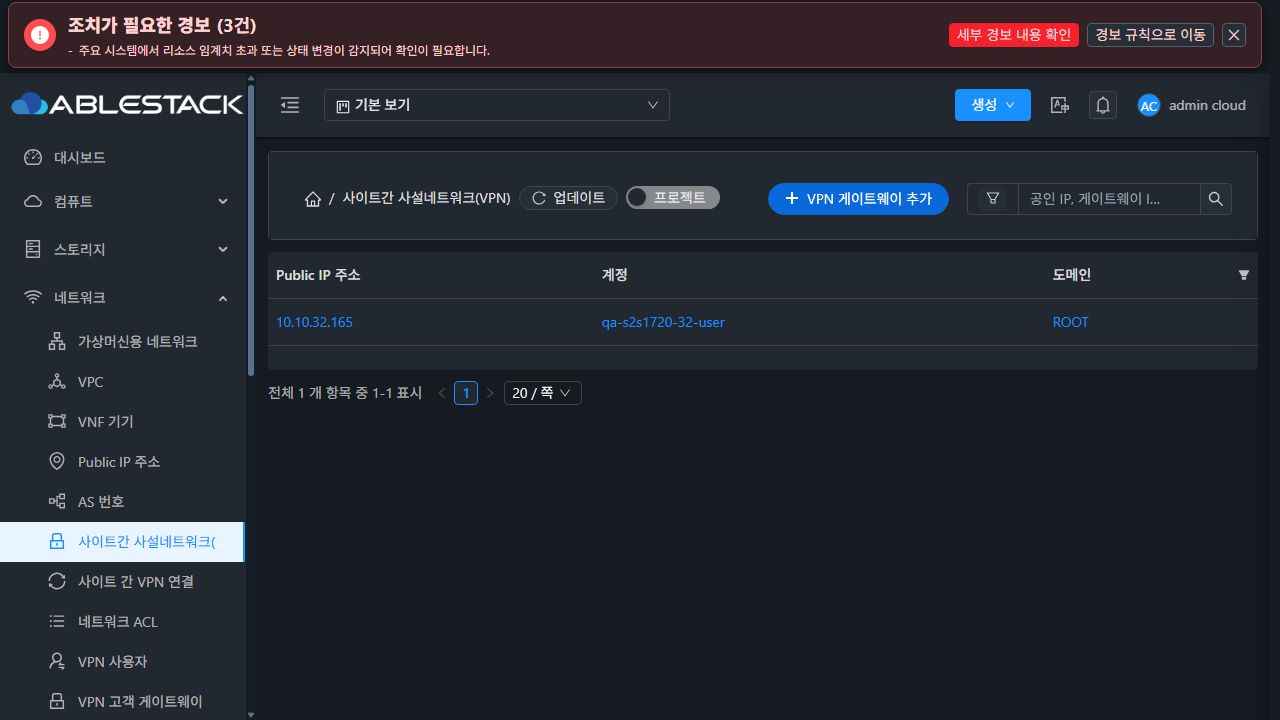 조치가 필요한 경보 (3건)
- 주요 시스템에서 리소스 임계치 초과 또는 상태 변경이 감지되어 확인이 필요합니다.
세부 경보 내용 확인
경보 규칙으로 이동
ABLESTACK
기본 보기
생성
AC
admin cloud
대시보드
컴퓨트
스토리지
네트워크
가상머신용 네트워크
VPC
VNF 기기
Public IP 주소
AS 번호
사이트간 사설네트워크(
사이트 간 VPN 연결
네트워크 ACL
VPN 사용자
VPN 고객 게이트웨이
/ 사이트간 사설네트워크(VPN)
업데이트
프로젝트
VPN 게이트웨이 추가
공인 IP, 게이트웨이 I...
Public IP 주소 계정 도메인
10.10.32.165 qa-s2s1720-32-user ROOT
전체 1 개 항목 중 1-1 표시 < 1 > 20 / 쪽